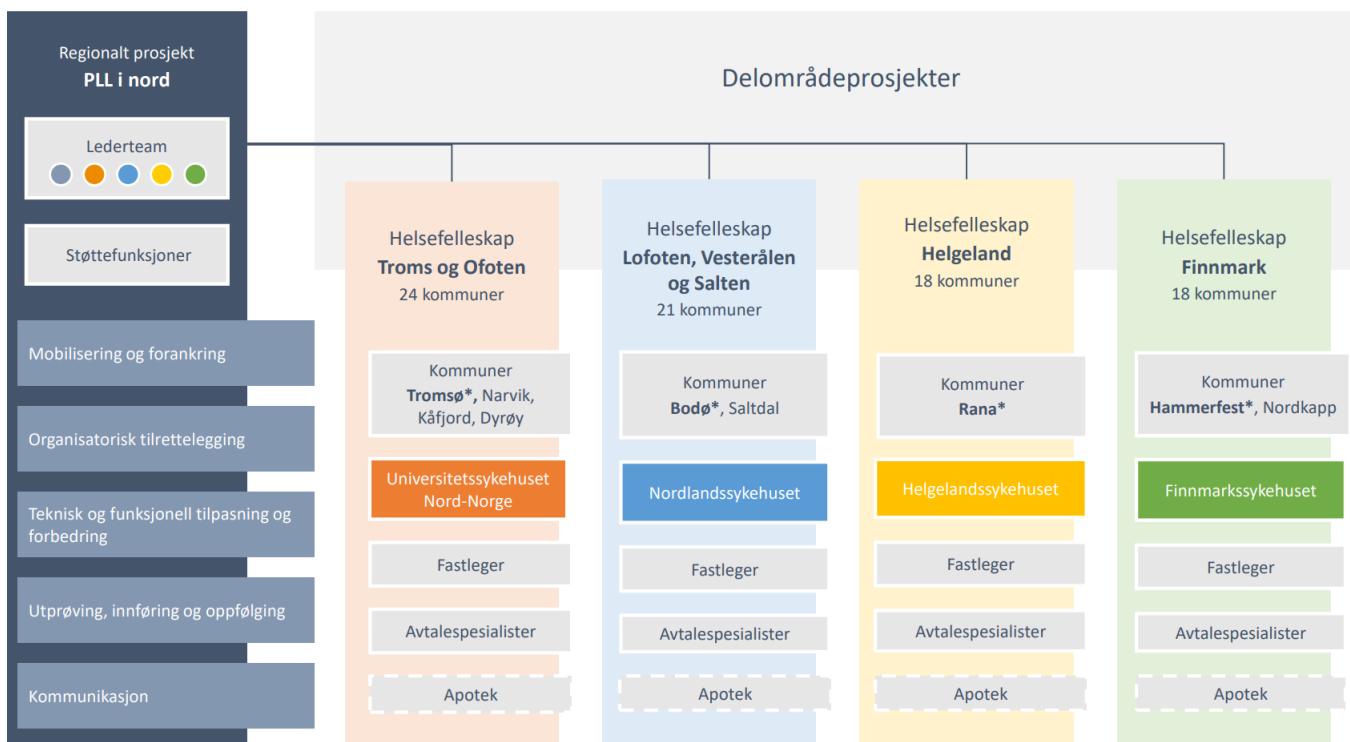 Regionalt prosjekt
PLL i nord
Lederteam
Støttefunksjoner
Mobilisering og forankring
Organisatorisk tilrettelegging
Teknisk og funksjonell tilpasning og
forbedring
Utprøving, innføring og oppfølging
Kommunikasjon
Delområdeprosjekter
Helsefelleskap
Troms og Ofoten
24 kommuner
Kommuner
Tromsø*, Narvik,
Kåfjord, Dyrøy
Universitetssykehuset
Nord-Norge
Fastleger
Avtalespesialister
Apotek
Helsefelleskap
Lofoten, Vesterålen
og Salten
21 kommuner
Kommuner
Bodø*, Saltdal
Nordlandssykehuset
Fastleger
Avtalespesialister
Apotek
Helsefelleskap
Helgeland
18 kommuner
Kommuner
Rana*
Helgelandssykehuset
Fastleger
Avtalespesialister
Apotek
Helsefelleskap
Finnmark
18 kommuner
Kommuner
Hammerfest*, Nordkapp
Finnmarkssykehuset
Fastleger
Avtalespesialister
Apotek